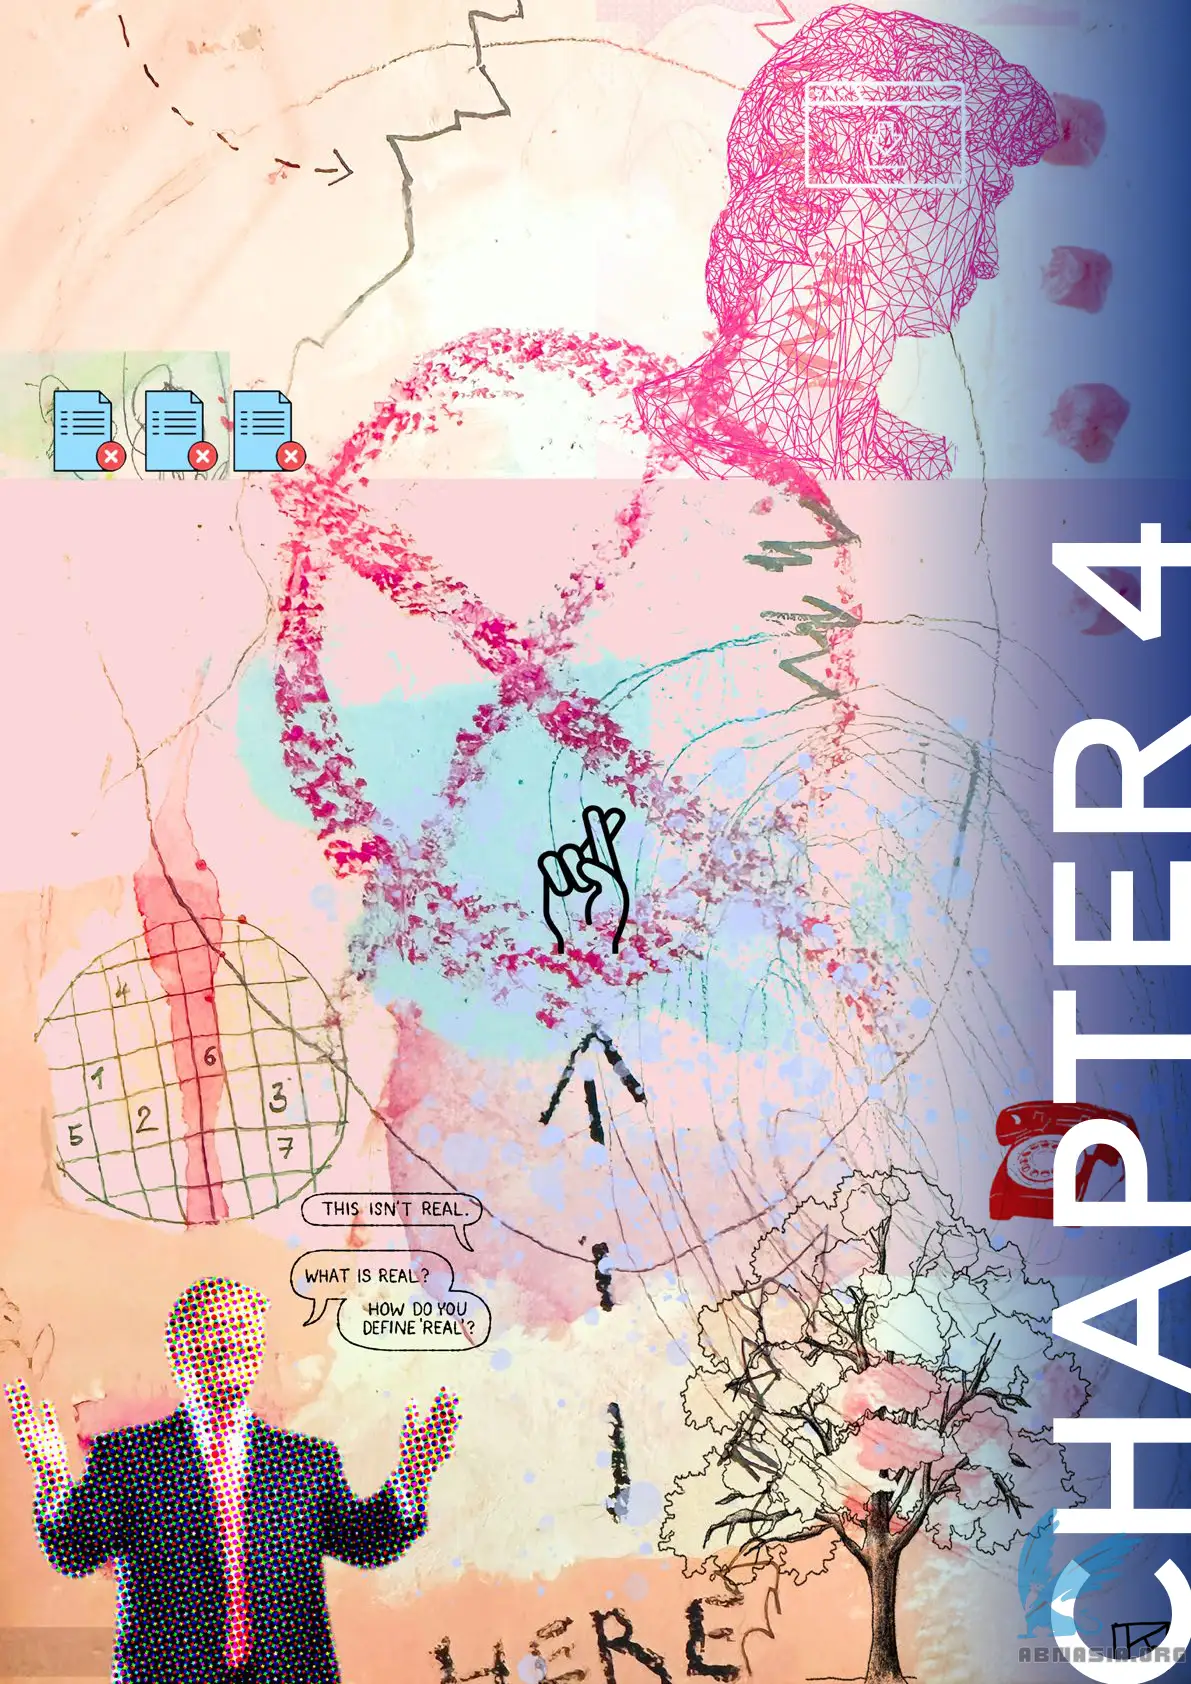 4
1
6
2
3
5
7
THIS ISN'T REAL.
WHAT IS REAL?
HOW DO YOU
DEFINE 'REAL'?
HERE
CHAPTER 4
ABNASIA.ORG